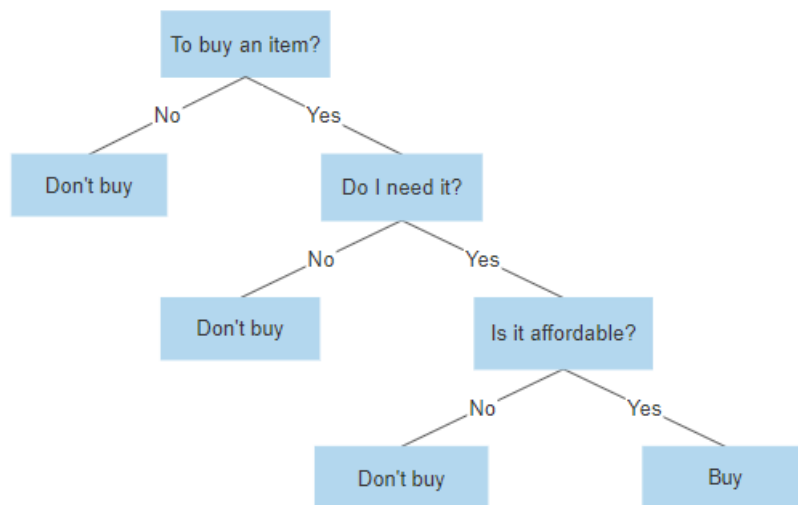 To buy an item?
No
Yes
Don't buy
Do I need it?
No
Yes
Don't buy
Is it affordable?
No
Yes
Don't buy
Buy